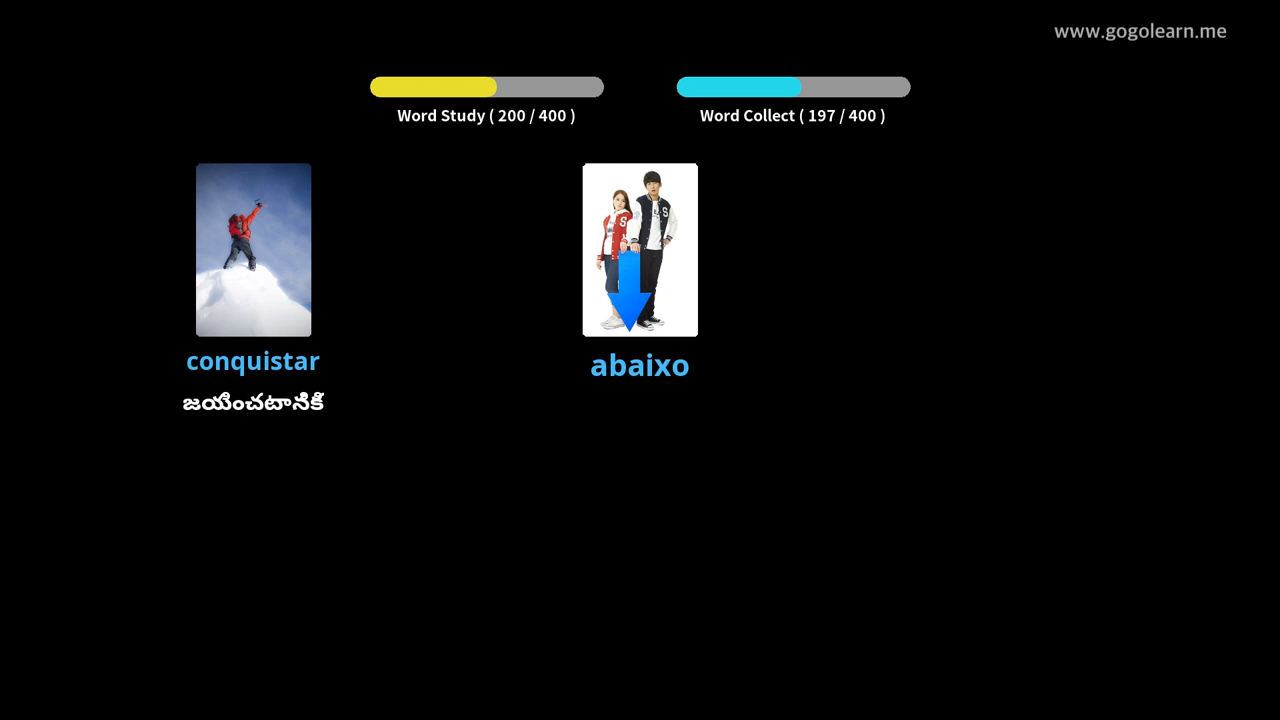 www.gogolearn.me
Word Study ( 200 / 400 )
Word Collect ( 197 / 400 )
conquistar
జయించటానికి
abaixo